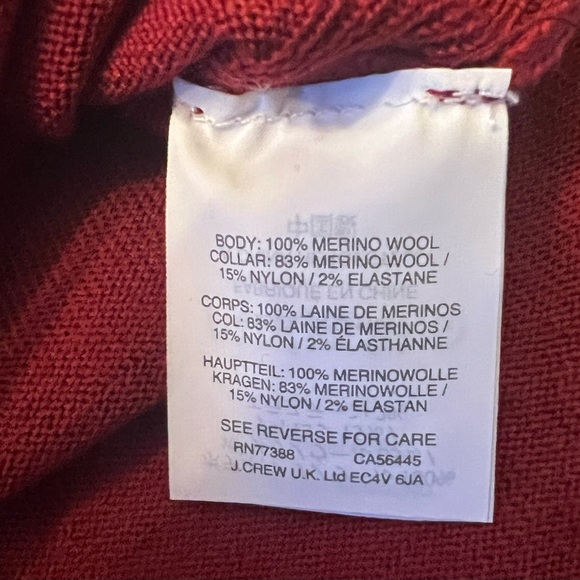 BODY: 100% MERINO WOOL
COLLAR: 83% MERINO WOOL /
15% NYLON / 2% ELASTANE
CORPS: 100% LAINE DE MERINOS
COL: 83% LAINE DE MERINOS /
15% NYLON / 2% ÉLASTHANNE
HAUPTTEIL: 100% MERINOWOLLE
KRAGEN: 83% MERINOWOLLE /
15% NYLON / 2% ELASTAN
SEE REVERSE FOR CARE
RN77388 CA56445
J.CREW U.K. Ltd EC4V 6JA